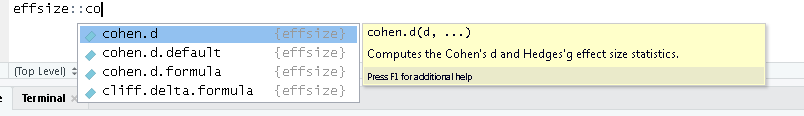 effsize::co
cohen.d {effsize}
cohen.d.default {effsize}
cohen.d.formula {effsize}
cliff.delta.formula {effsize}
cohen.d(d, ...)
Computes the Cohen's d and Hedges'g effect size statistics.
Press F1 for additional help
(Top Level)
Terminal